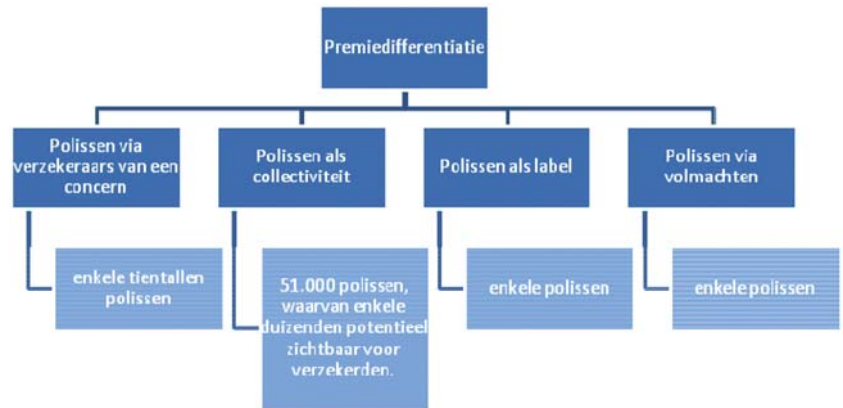 Premiedifferentiatie
Polissen via
verzekeraars van een
concern
Polissen als
collectiviteit
Polissen als label
Polissen via
volmachten
enkele tientallen
polissen
51.000 polissen,
waarvan enkele
duizenden potentieel
zichtbaar voor
verzekerden.
enkele polissen
enkele polissen